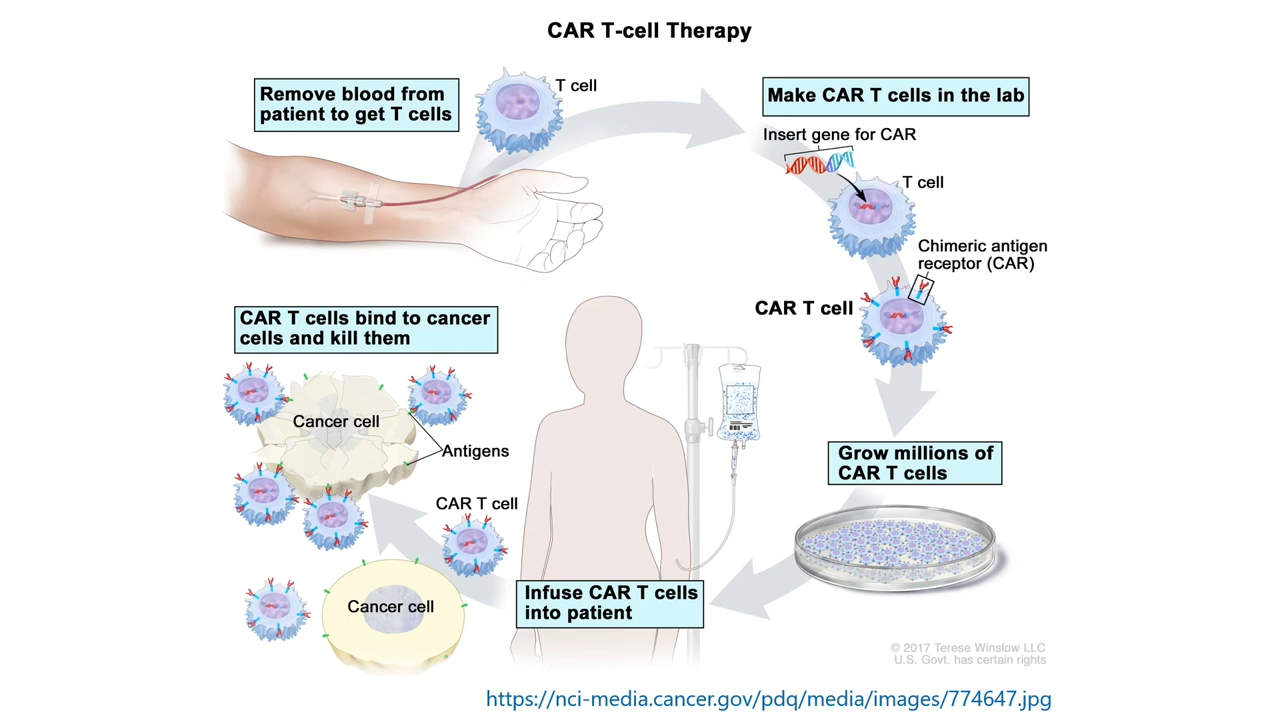 CAR T-cell Therapy
Remove blood from
patient to get T cells
T cell
Make CAR T cells in the lab
Insert gene for CAR
T cell
Chimeric antigen
receptor (CAR)
CAR T cell
Grow millions of
CAR T cells
Infuse CAR T cells
into patient
CAR T cells bind to cancer
cells and kill them
Cancer cell
Antigens
CAR T cell
Cancer cell
© 2017 Terese Winslow LLC
U.S. Govt. has certain rights
https://nci-media.cancer.gov/pdq/media/images/774647.jpg